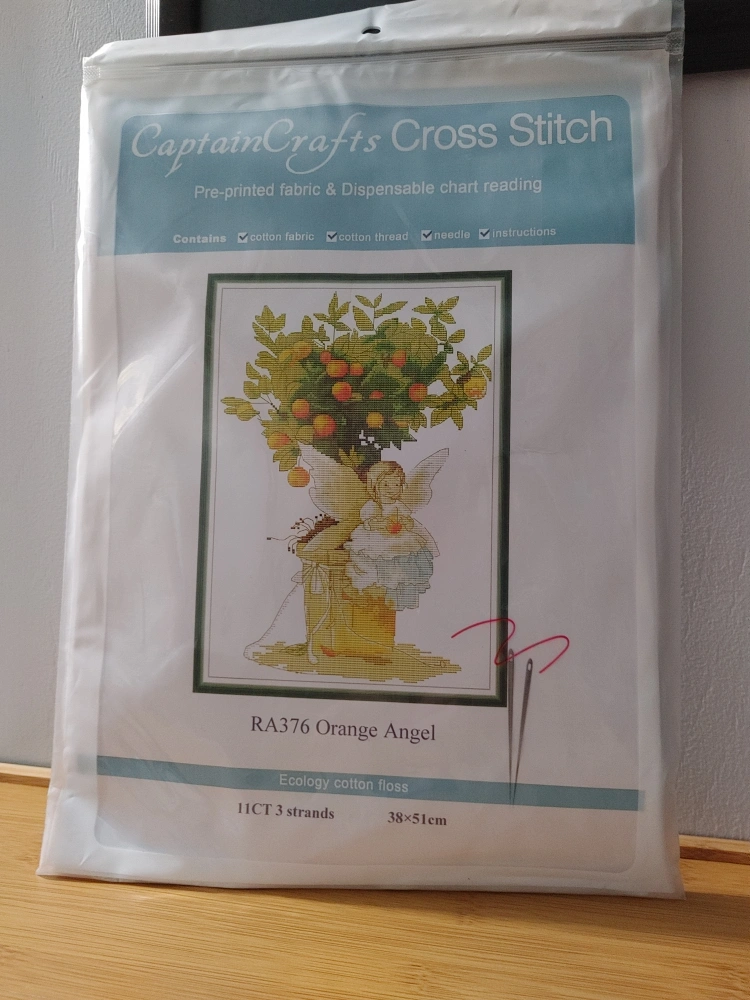 CaptainCrafts Cross Stitch
Pre-printed fabric & Dispensable chart reading
Contains cotton fabric cotton thread needle instructions
RA376 Orange Angel
Ecology cotton floss
11CT 3 strands 38×51cm